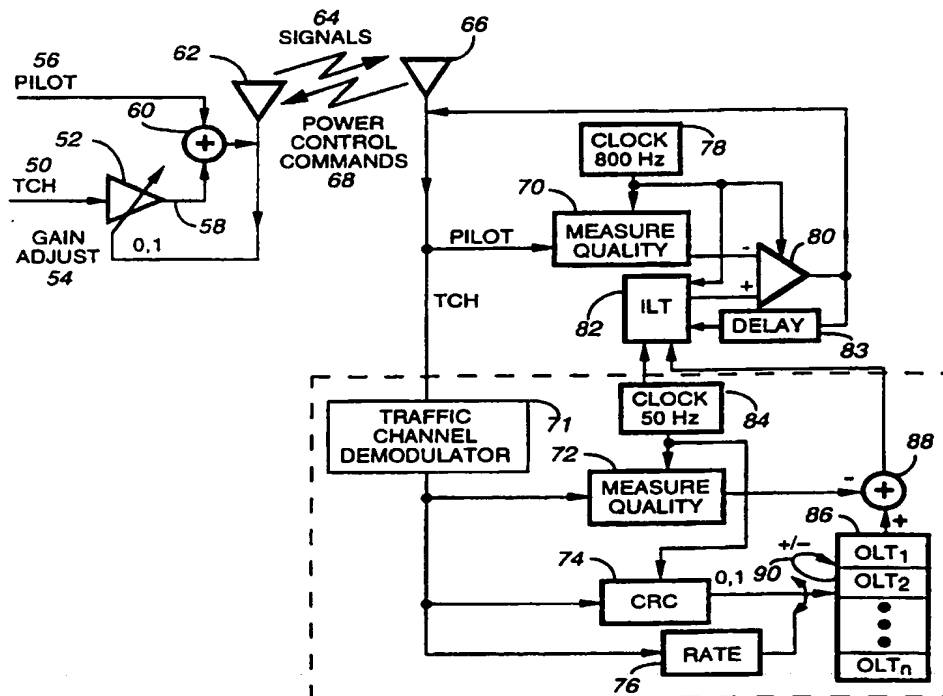 64
SIGNALS
62
66
56
PILOT
60
+
POWER
CONTROL
COMMANDS
68
52
50
TCH
58
GAIN
ADJUST
54
0,1
CLOCK
800 Hz
78
70
MEASURE
QUALITY
PILOT
-
+
80
82
ILT
DELAY
83
TCH
CLOCK
50 Hz
84
TRAFFIC
CHANNEL
DEMODULATOR
71
72
MEASURE
QUALITY
-
+
88
+
86
OLT1
OLT2
OLTn
+/-
90
74
CRC
0,1
RATE
76